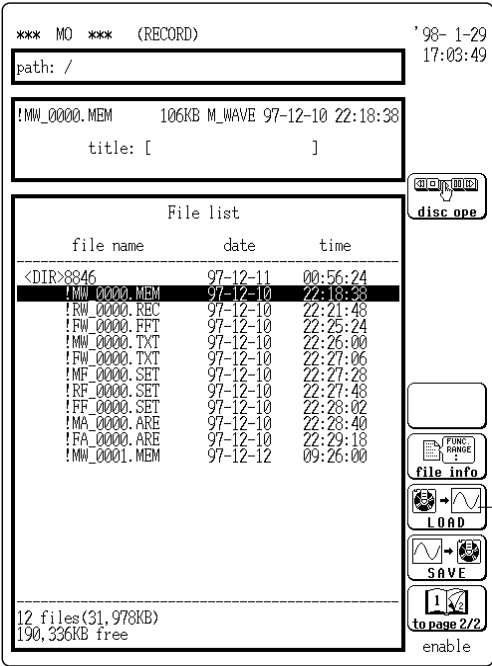 *** MO *** (RECORD)
'98- 1-29
17:03:49
path: /
!MW_0000.MEM 106KB M_WAVE 97-12-10 22:18:38
title: [ ]
File list
file name date time
<DIR>8846 97-12-11 00:56:24
!MW_0000.MEM 97-12-10 22:18:38
!RW_0000.REC 97-12-10 22:21:48
!FW_0000.FFT 97-12-10 22:25:24
!MW_0000.TXT 97-12-10 22:26:00
!FW_0000.TXT 97-12-10 22:27:06
!MF_0000.SET 97-12-10 22:27:28
!RF_0000.SET 97-12-10 22:27:48
!FF_0000.SET 97-12-10 22:28:02
!MA_0000.ARE 97-12-10 22:28:40
!FA_0000.ARE 97-12-10 22:29:18
!MW_0001.MEM 97-12-12 09:26:00
12 files(31,978KB)
190,336KB free
disc ope
FUNC.
RANGE
:
file info
LOAD
SAVE
1 2
to page 2/2
enable